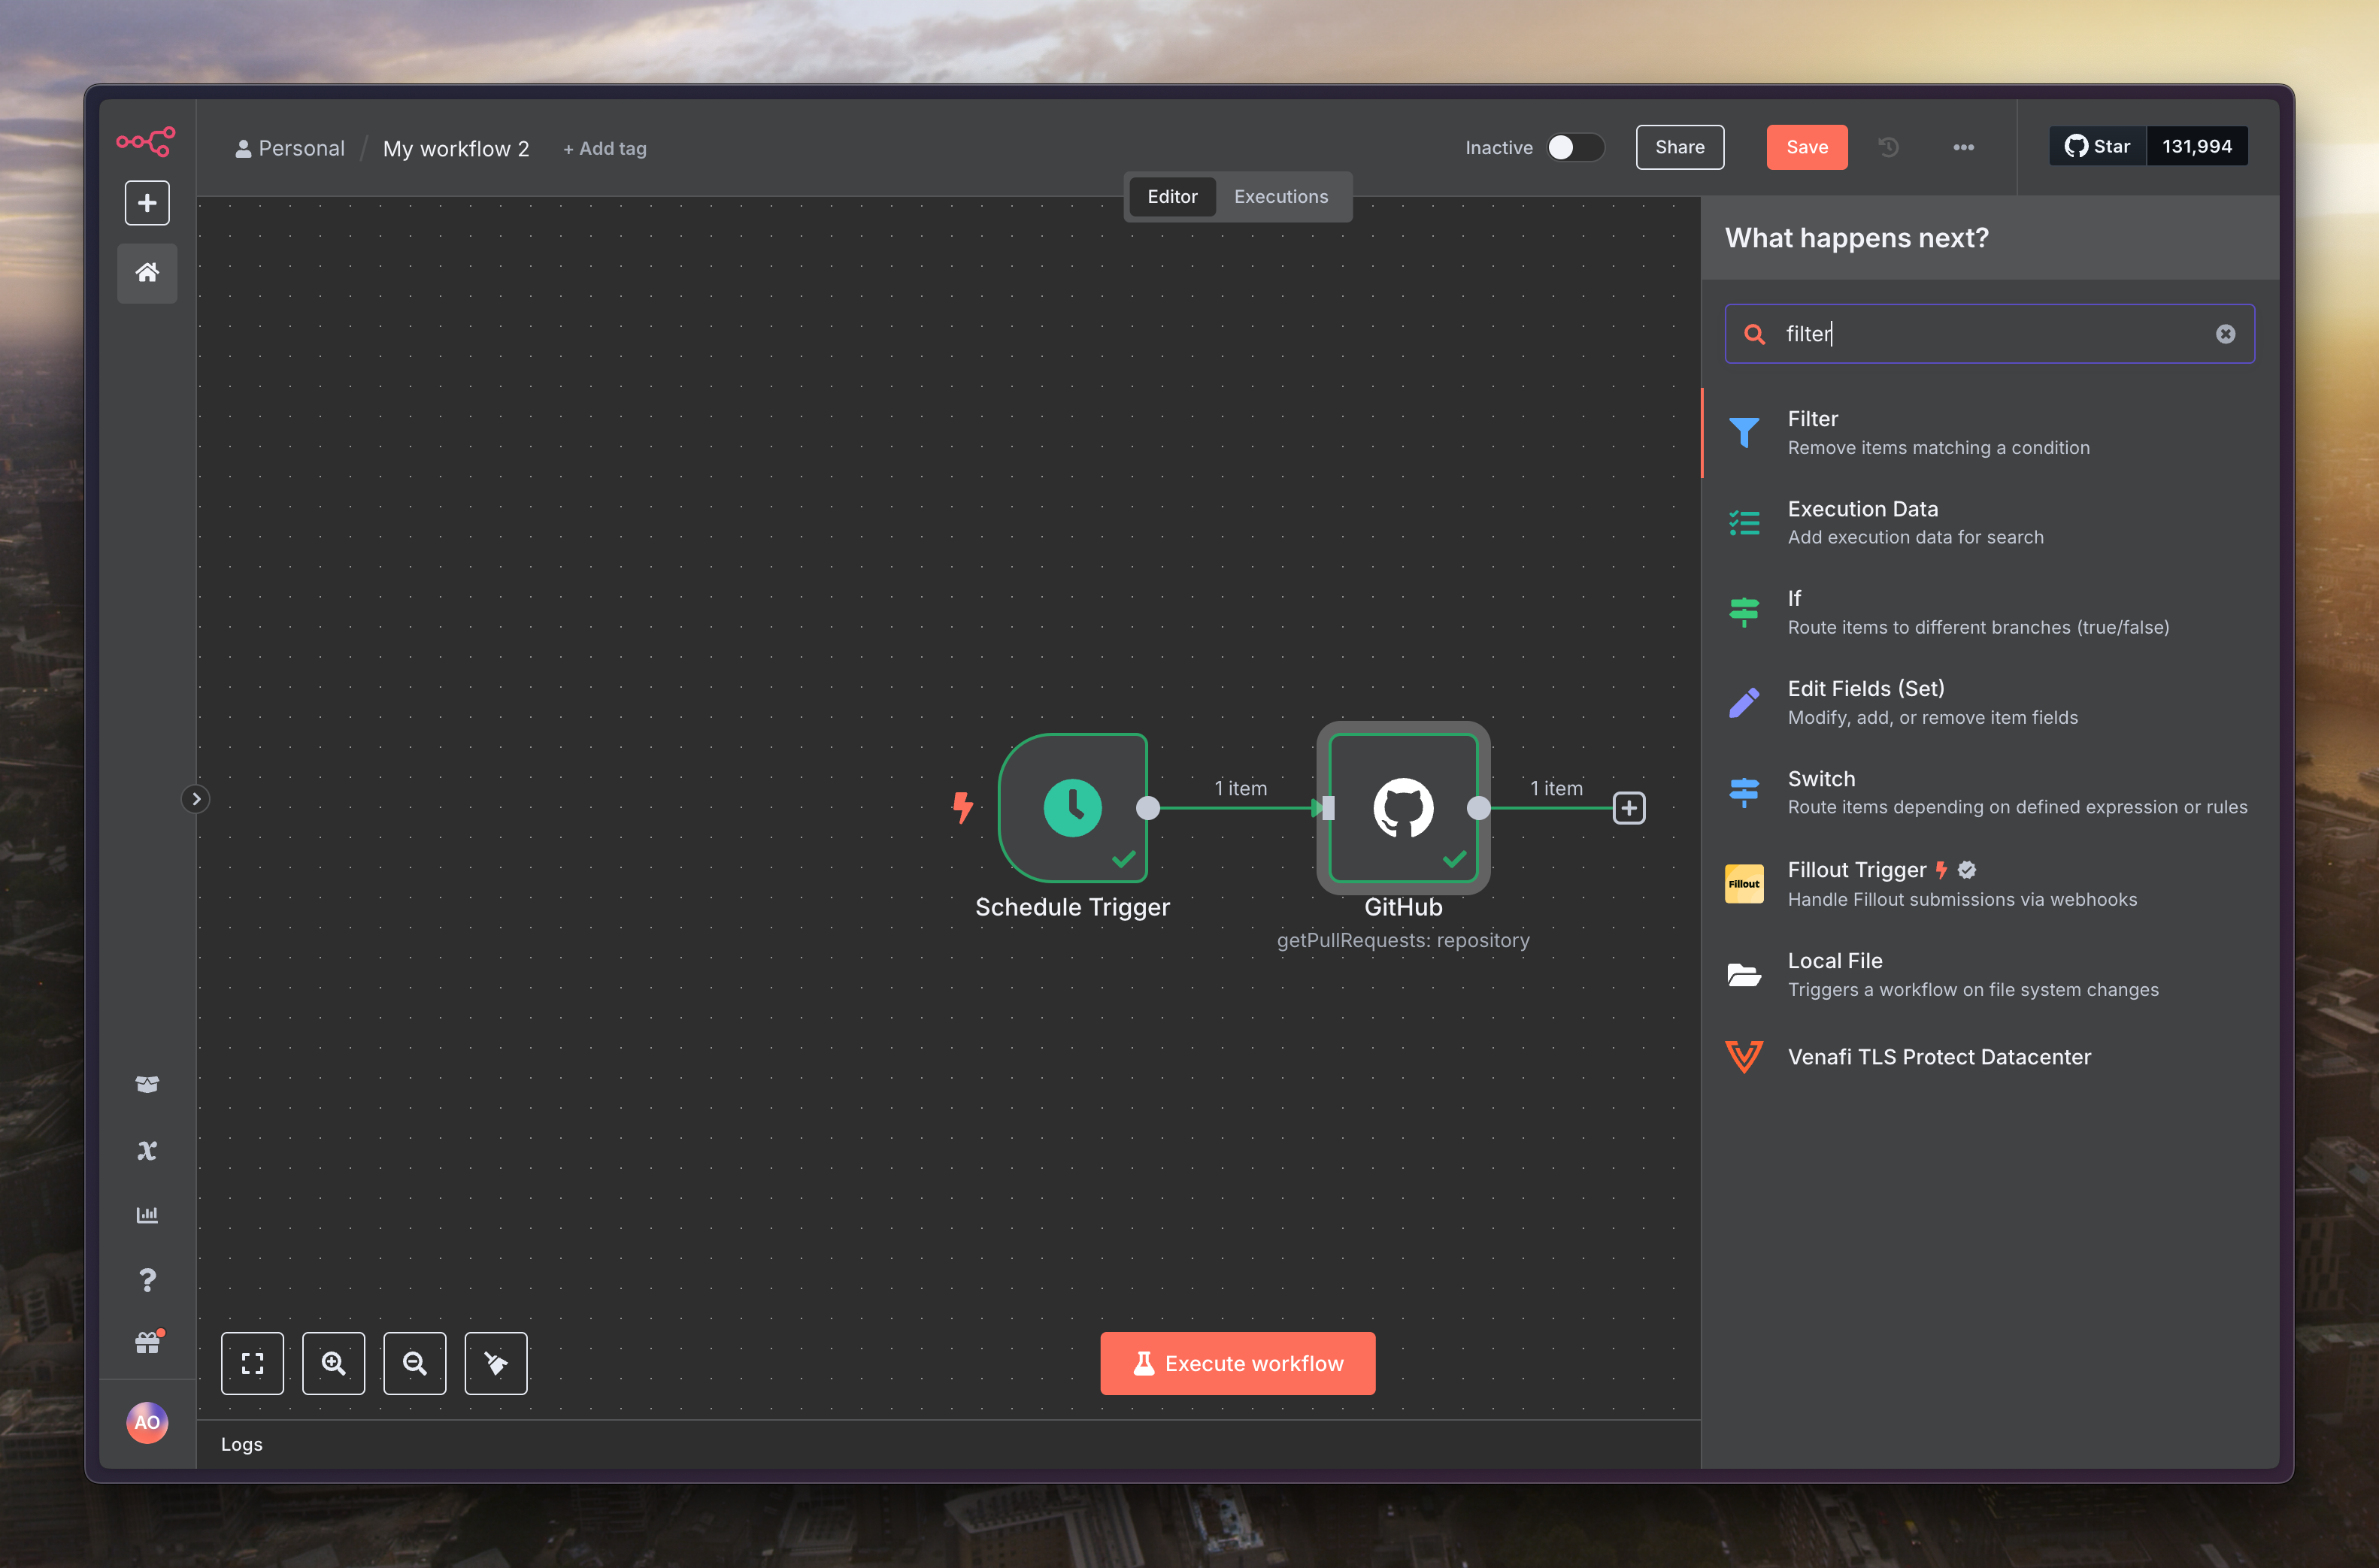 Personal / My workflow 2 + Add tag
Inactive
Share
Save
Star 131,994
Editor Executions
What happens next?
filter
Filter
Remove items matching a condition
Execution Data
Add execution data for search
If
Route items to different branches (true/false)
Edit Fields (Set)
Modify, add, or remove item fields
Switch
Route items depending on defined expression or rules
Fillout
Fillout Trigger
Handle Fillout submissions via webhooks
Local File
Triggers a workflow on file system changes
Venafi TLS Protect Datacenter
1 item
1 item
Schedule Trigger
GitHub
getPullRequests: repository
Execute workflow
AO
Logs